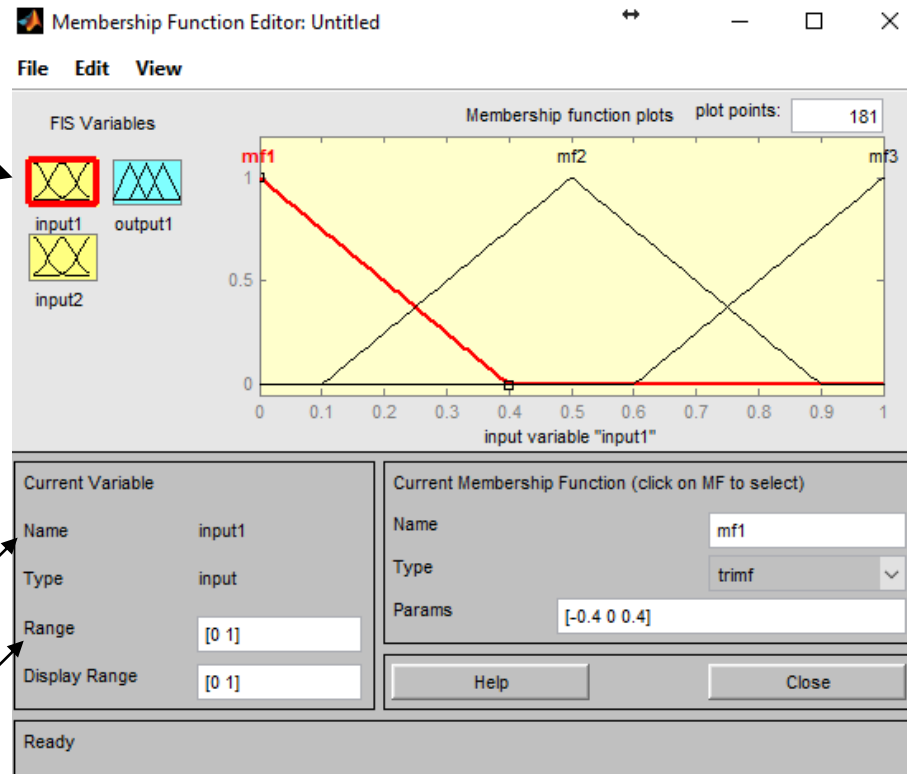 Membership Function Editor: Untitled
File Edit View
FIS Variables
Membership function plots plot points: 181
mf1 mf2 mf3
1
input1 output1
0.5
input2
0
0 0.1 0.2 0.3 0.4 0.5 0.6 0.7 0.8 0.9 1
input variable "input1"
Current Variable
Name input1
Type input
Range [0 1]
Display Range [0 1]
Current Membership Function (click on MF to select)
Name mf1
Type trimf
Params [-0.4 0 0.4]
Help Close
Ready